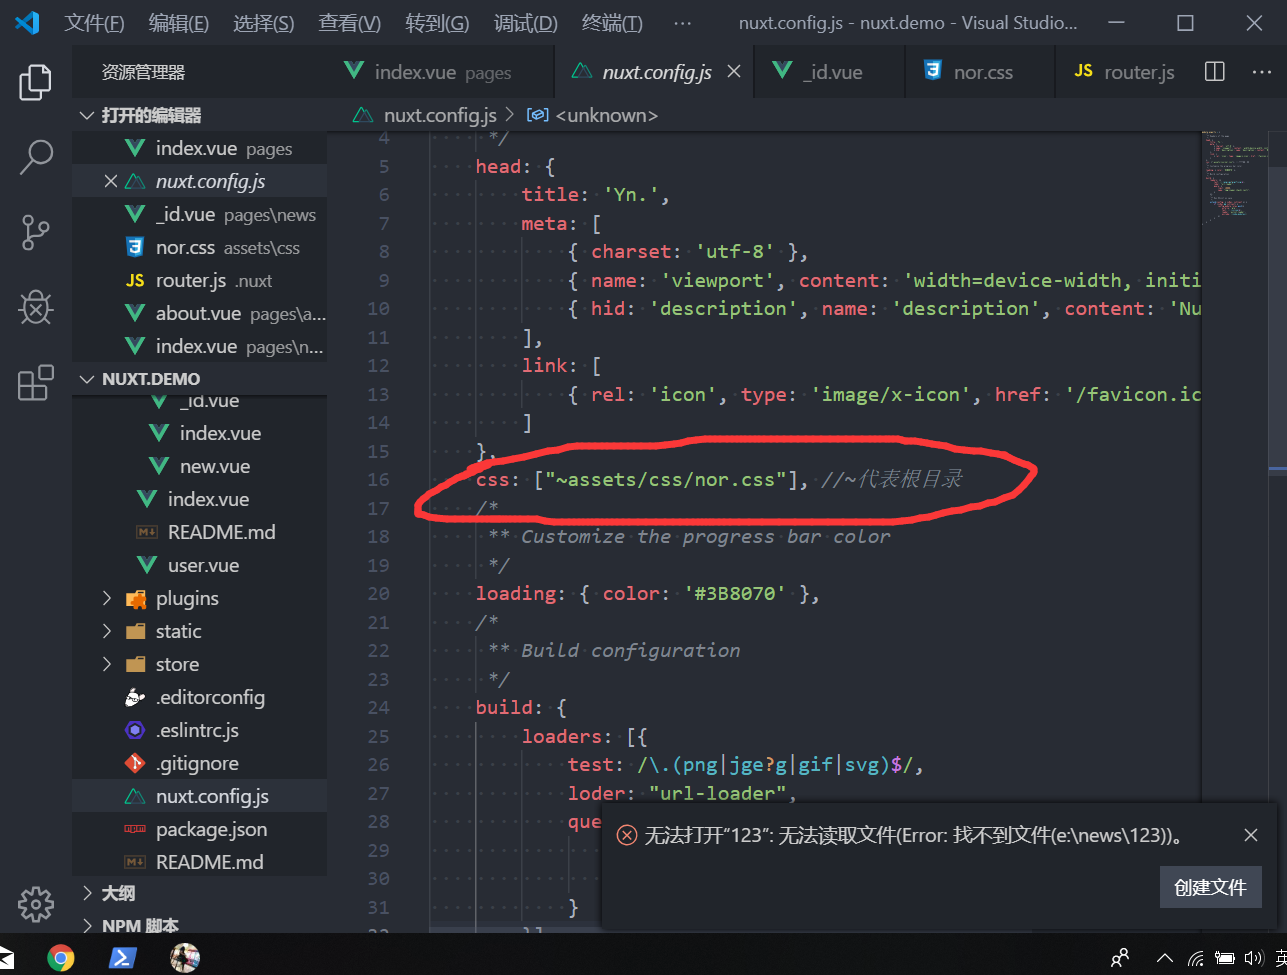 文件(F) 编辑(E) 选择(S) 查看(V) 转到(G) 调试(D) 终端(T) ··· nuxt.config.js - nuxt.demo - Visual Studio...
资源管理器
index.vue pages
nuxt.config.js
_id.vue
nor.css
JS router.js
打开的编辑器
index.vue pages
nuxt.config.js
_id.vue pages\news
nor.css assets\css
JS router.js .nuxt
about.vue pages\a...
index.vue pages\n...
NUXT.DEMO
_id.vue
index.vue
new.vue
index.vue
README.md
user.vue
plugins
static
store
.editorconfig
.eslintrc.js
.gitignore
nuxt.config.js
package.json
README.md
大纲
NPM 脚本
nuxt.config.js > <unknown>
4 */
5 head: {
6 title: 'Yn.',
7 meta: [
8 { charset: 'utf-8' },
9 { name: 'viewport', content: 'width=device-width, initi
10 { hid: 'description', name: 'description', content: 'Nu
11 ],
12 link: [
13 { rel: 'icon', type: 'image/x-icon', href: '/favicon.ic
14 ]
15 },
16 css: ["~assets/css/nor.css"], //~代表根目录
17 /*
18 ** Customize the progress bar color
19 */
20 loading: { color: '#3B8070' },
21 /*
22 ** Build configuration
23 */
24 build: {
25 loaders: [{
26 test: /\.(png|jge?g|gif|svg)$/,
27 loder: "url-loader",
28 que
29
30
31 }
无法打开“123”: 无法读取文件(Error: 找不到文件(e:\news\123))。
创建文件
英